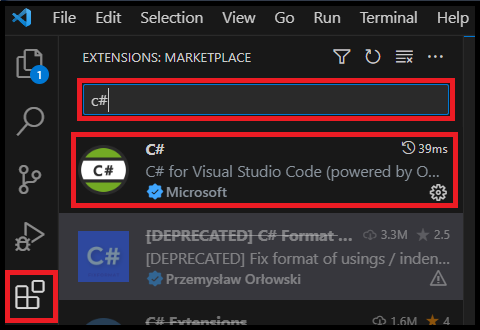 File Edit Selection View Go Run Terminal Help
EXTENSIONS: MARKETPLACE
1
c#
C# 39ms
C#
C# for Visual Studio Code (powered by O...
Microsoft
[DEPRECATED] C# Format ... 3.3M 2.5
C#
[DEPRECATED] Fix format of usings / inden...
Przemysław Orłowski
C# Extensions 1.6M 4